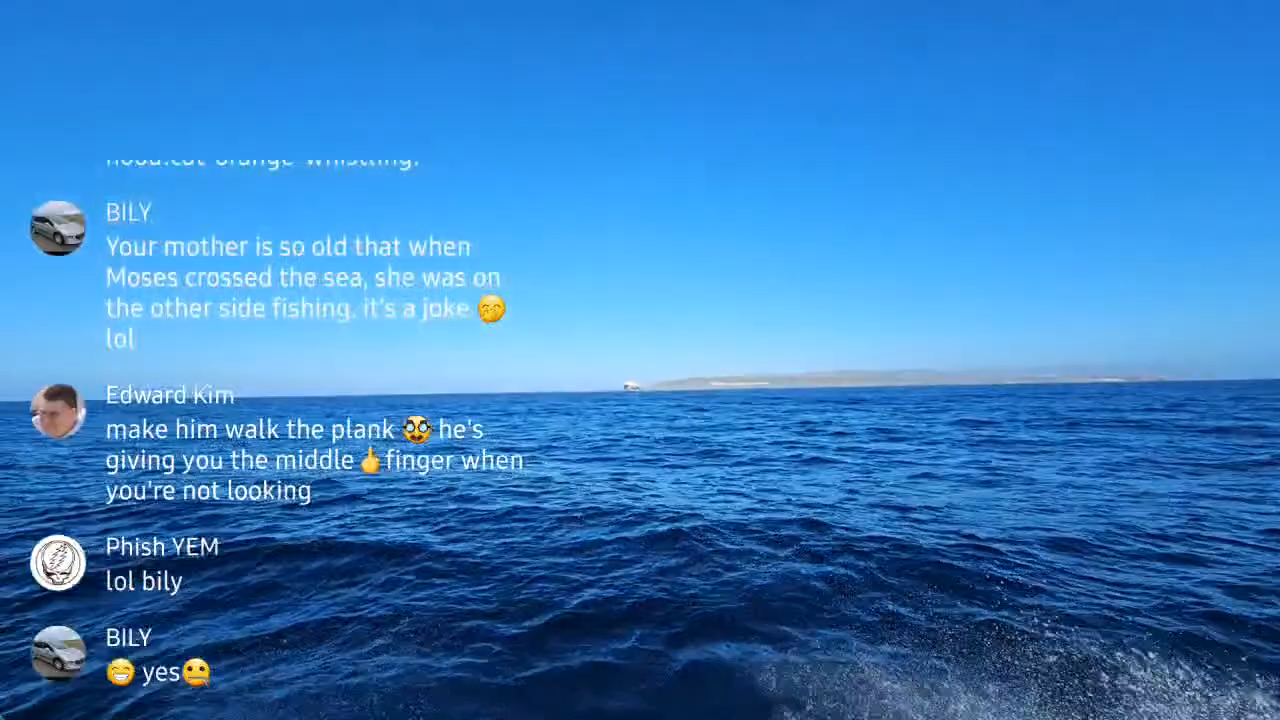 BILY
Your mother is so old that when
Moses crossed the sea, she was on
the other side fishing. it's a joke 🤭
lol
Edward Kim
make him walk the plank 🥸 he's
giving you the middle🖕finger when
you're not looking
Phish YEM
lol bily
BILY
😁 yes🤐